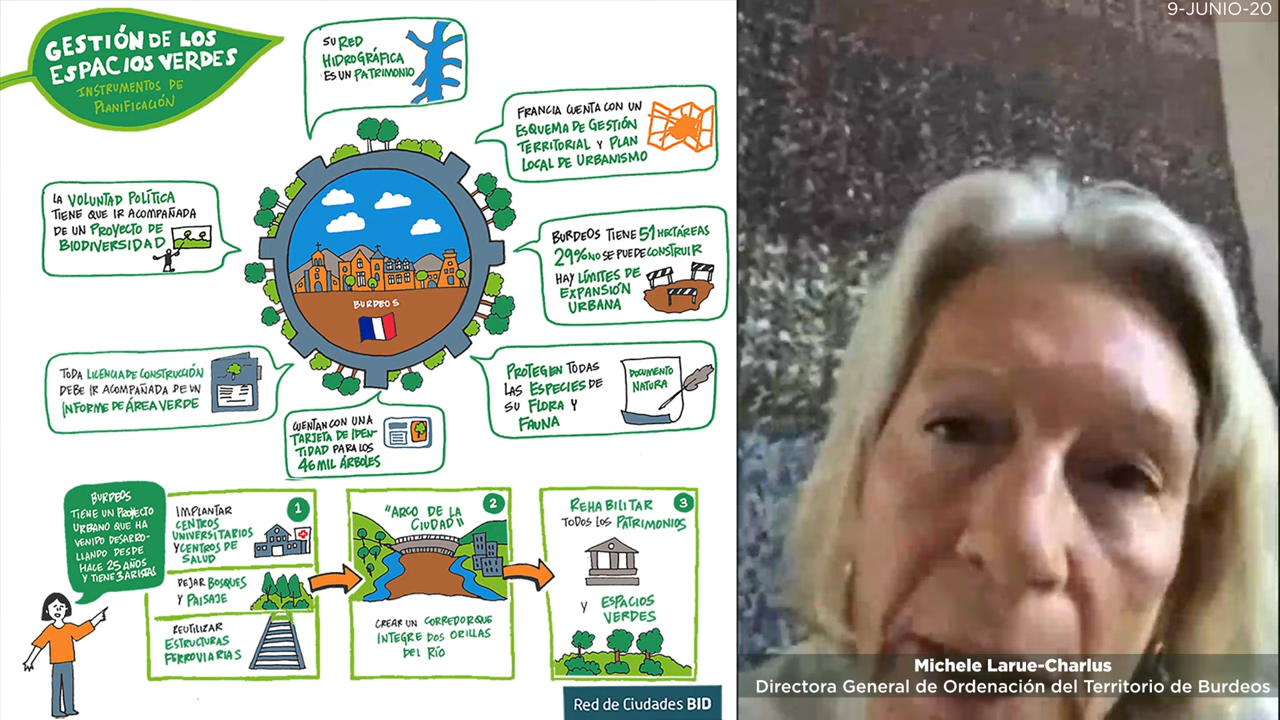 GESTIÓN DE LOS
ESPACIOS VERDES
INSTRUMENTOS DE
PLANIFICACIÓN
SU RED
HIDROGRÁFICA
ES UN PATRIMONIO
FRANCIA CUENTA CON UN
ESQUEMA DE GESTIÓN
TERRITORIAL Y PLAN
LOCAL DE URBANISMO
LA VOLUNTAD POLÍTICA
TIENE QUE IR ACOMPAÑADA
DE UN PROYECTO DE
BIODIVERSIDAD
BURDEOS TIENE 51 HECTÁREAS
29% NO SE PUEDE CONSTRUIR
HAY LÍMITES DE
EXPANSIÓN
URBANA
BURDEOS
TODA LICENCIA DE CONSTRUCCIÓN
DEBE IR ACOMPAÑADA DE UN
INFORME DE ÁREA VERDE
PROTEGEN TODAS
LAS ESPECIES DE
SU FLORA Y
FAUNA
DOCUMENTO
NATURA
CUENTAN CON UNA
TARJETA DE IDEN-
TIDAD PARA LOS
46 MIL ÁRBOLES
BURDEOS
TIENE UN PROYECTO
URBANO QUE HA
VENIDO DESARRO-
LLANDO DESDE
HACE 25 AÑOS
Y TIENE 3 ARISTAS
1
IMPLANTAR
CENTROS
UNIVERSITARIOS
Y CENTROS DE
SALUD
DEJAR BOSQUES
Y PAISAJE
REUTILIZAR
ESTRUCTURAS
FERROVIARIAS
2
"ARCO DE LA
CIUDAD"
CREAR UN CORREDOR QUE
INTEGRE DOS ORILLAS
DEL RÍO
3
REHABILITAR
TODOS LOS PATRIMONIOS
Y ESPACIOS
VERDES
Red de Ciudades BID
9-JUNIO-20
Michele Larue-Charlus
Directora General de Ordenación del Territorio de Burdeos